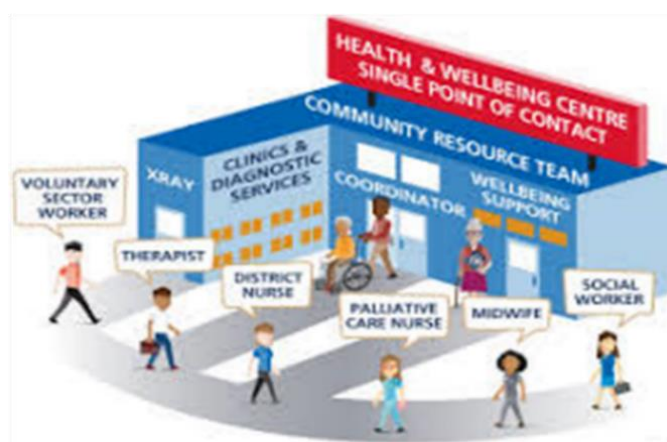 HEALTH & WELLBEING CENTRE
SINGLE POINT OF CONTACT
COMMUNITY RESOURCE TEAM
XRAY
CLINICS &
DIAGNOSTIC
SERVICES
COORDINATOR
WELLBEING
SUPPORT
VOLUNTARY
SECTOR
WORKER
THERAPIST
DISTRICT
NURSE
PALLIATIVE
CARE NURSE
MIDWIFE
SOCIAL
WORKER